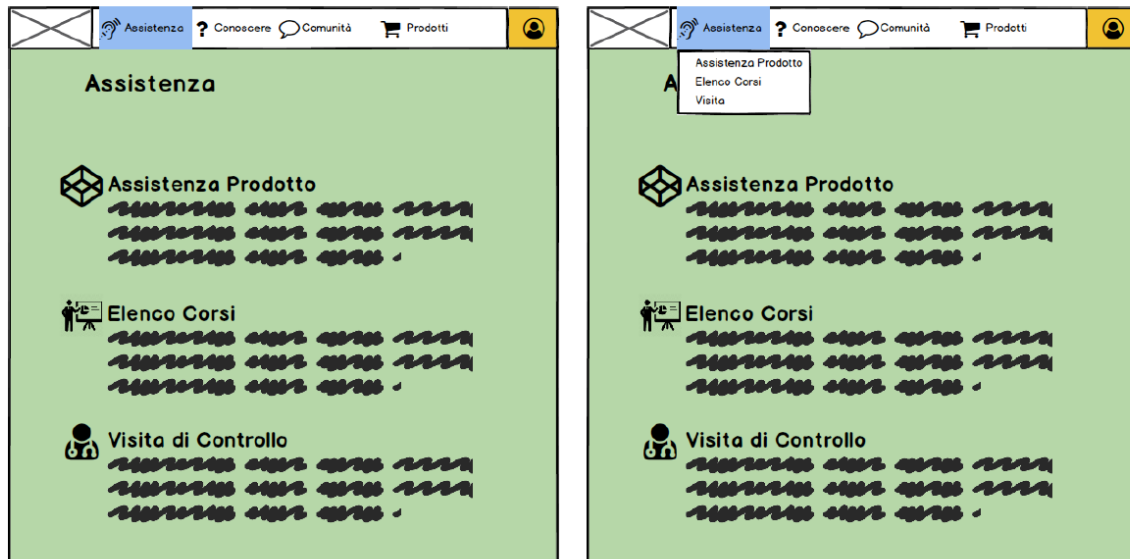 Assistenza ? Conoscere Comunità Prodotti
Assistenza
Assistenza Prodotto
Elenco Corsi
Visita di Controllo
Assistenza ? Conoscere Comunità Prodotti
Assistenza Prodotto
Elenco Corsi
Visita
A
Assistenza Prodotto
Elenco Corsi
Visita di Controllo